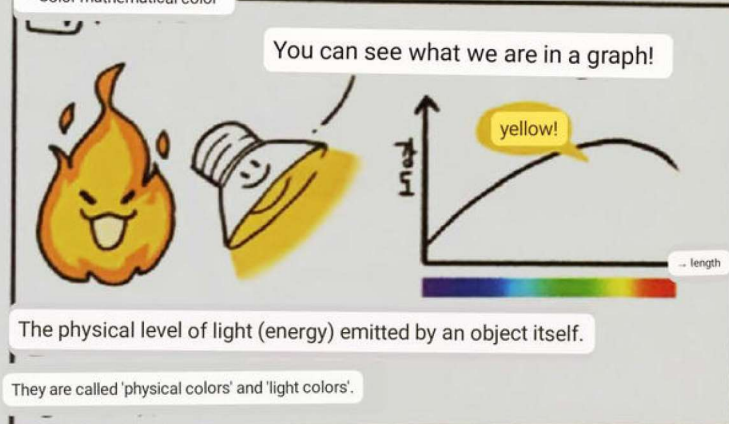 You can see what we are in a graph!
yellow!
→ length
The physical level of light (energy) emitted by an object itself.
They are called 'physical colors' and 'light colors'.